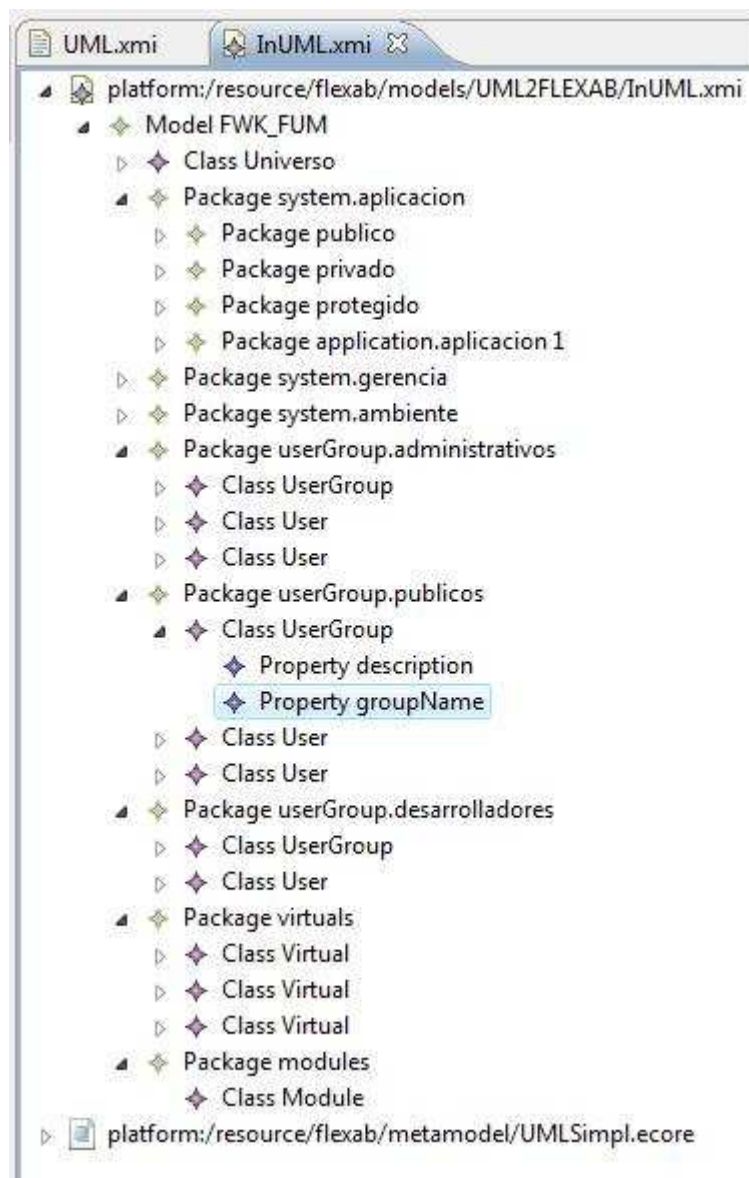 UML.xmi InUML.xmi
platform:/resource/flexab/models/UML2FLEXAB/InUML.xmi
Model FWK_FUM
Class Universo
Package system.aplicacion
Package publico
Package privado
Package protegido
Package application.aplicacion1
Package system.gerencia
Package system.ambiente
Package userGroup.administrativos
Class UserGroup
Class User
Class User
Package userGroup.publicos
Class UserGroup
Property description
Property groupName
Class User
Class User
Package userGroup.desarrolladores
Class UserGroup
Class User
Package virtuals
Class Virtual
Class Virtual
Class Virtual
Package modules
Class Module
platform:/resource/flexab/metamodel/UMLSimpl.ecore